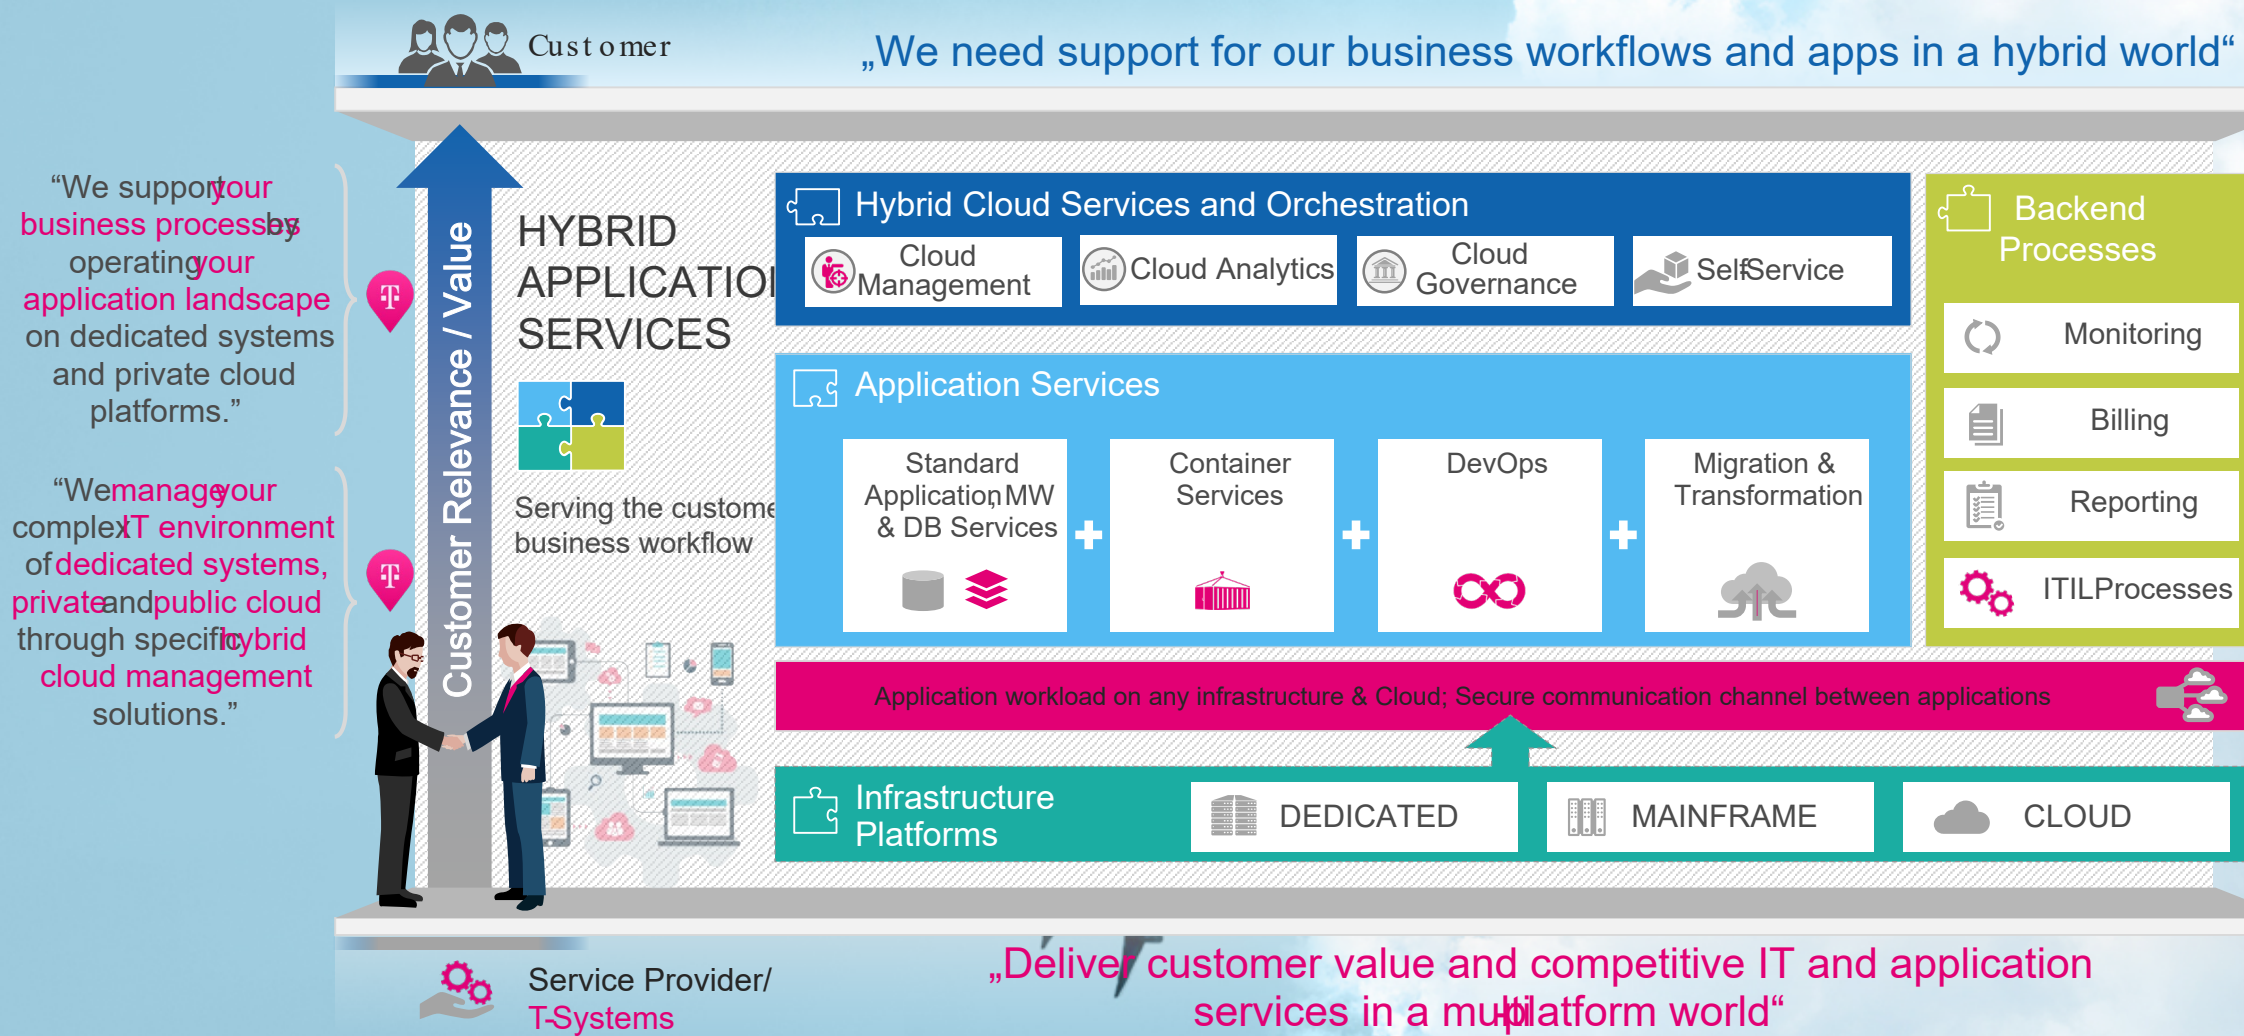 Customer
„We need support for our business workflows and apps in a hybrid world“
“We support your
business processes by
operating your
application landscape
on dedicated systems
and private cloud
platforms.”
“We manage your
complex IT environment
of dedicated systems,
private and public cloud
through specific hybrid
cloud management
solutions.”
T
T
Customer Relevance / Value
HYBRID
APPLICATION
SERVICES
Serving the custome
business workflow
Hybrid Cloud Services and Orchestration
Cloud
Management
Cloud Analytics
Cloud
Governance
Self-Service
Application Services
Standard
Application, MW
& DB Services
Container
Services
DevOps
Migration &
Transformation
Backend
Processes
Monitoring
Billing
Reporting
ITIL Processes
Application workload on any infrastructure & Cloud; Secure communication channel between applications
Infrastructure
Platforms
DEDICATED
MAINFRAME
CLOUD
Service Provider/
T-Systems
„Deliver customer value and competitive IT and application
services in a multi-platform world“